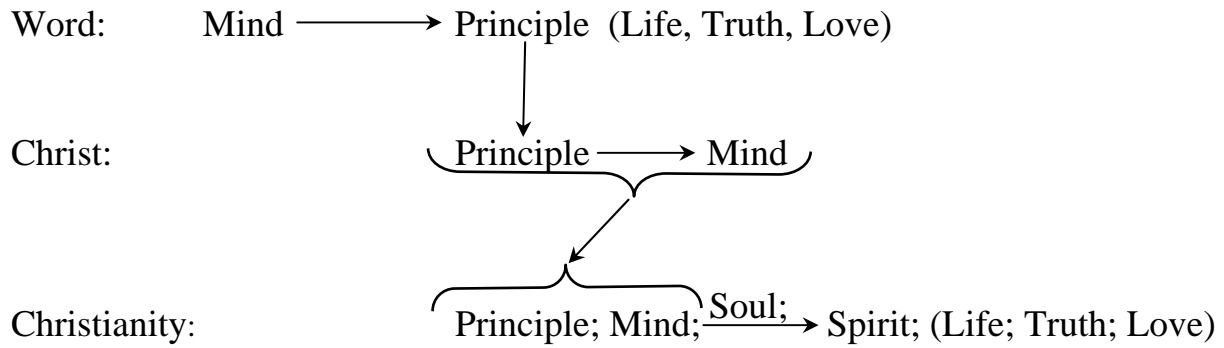 Word: Mind Principle (Life, Truth, Love)
Christ: Principle Mind
Christianity: Principle; Mind; Soul; Spirit; (Life; Truth; Love)